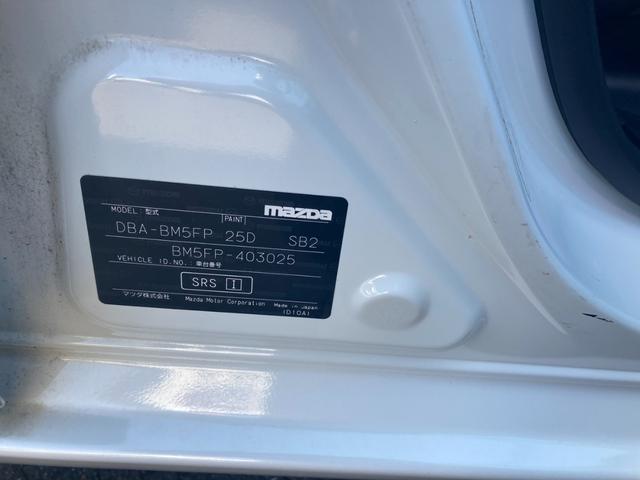 mazda
MODEL: 型式 PAINT
DBA-BM5FP 25D SB2
BM5FP-403025
VEHICLE ID.NO.: 車台番号
SRS I
マツダ株式会社 Mazda Motor Corporation Made in Japan
(D10A)